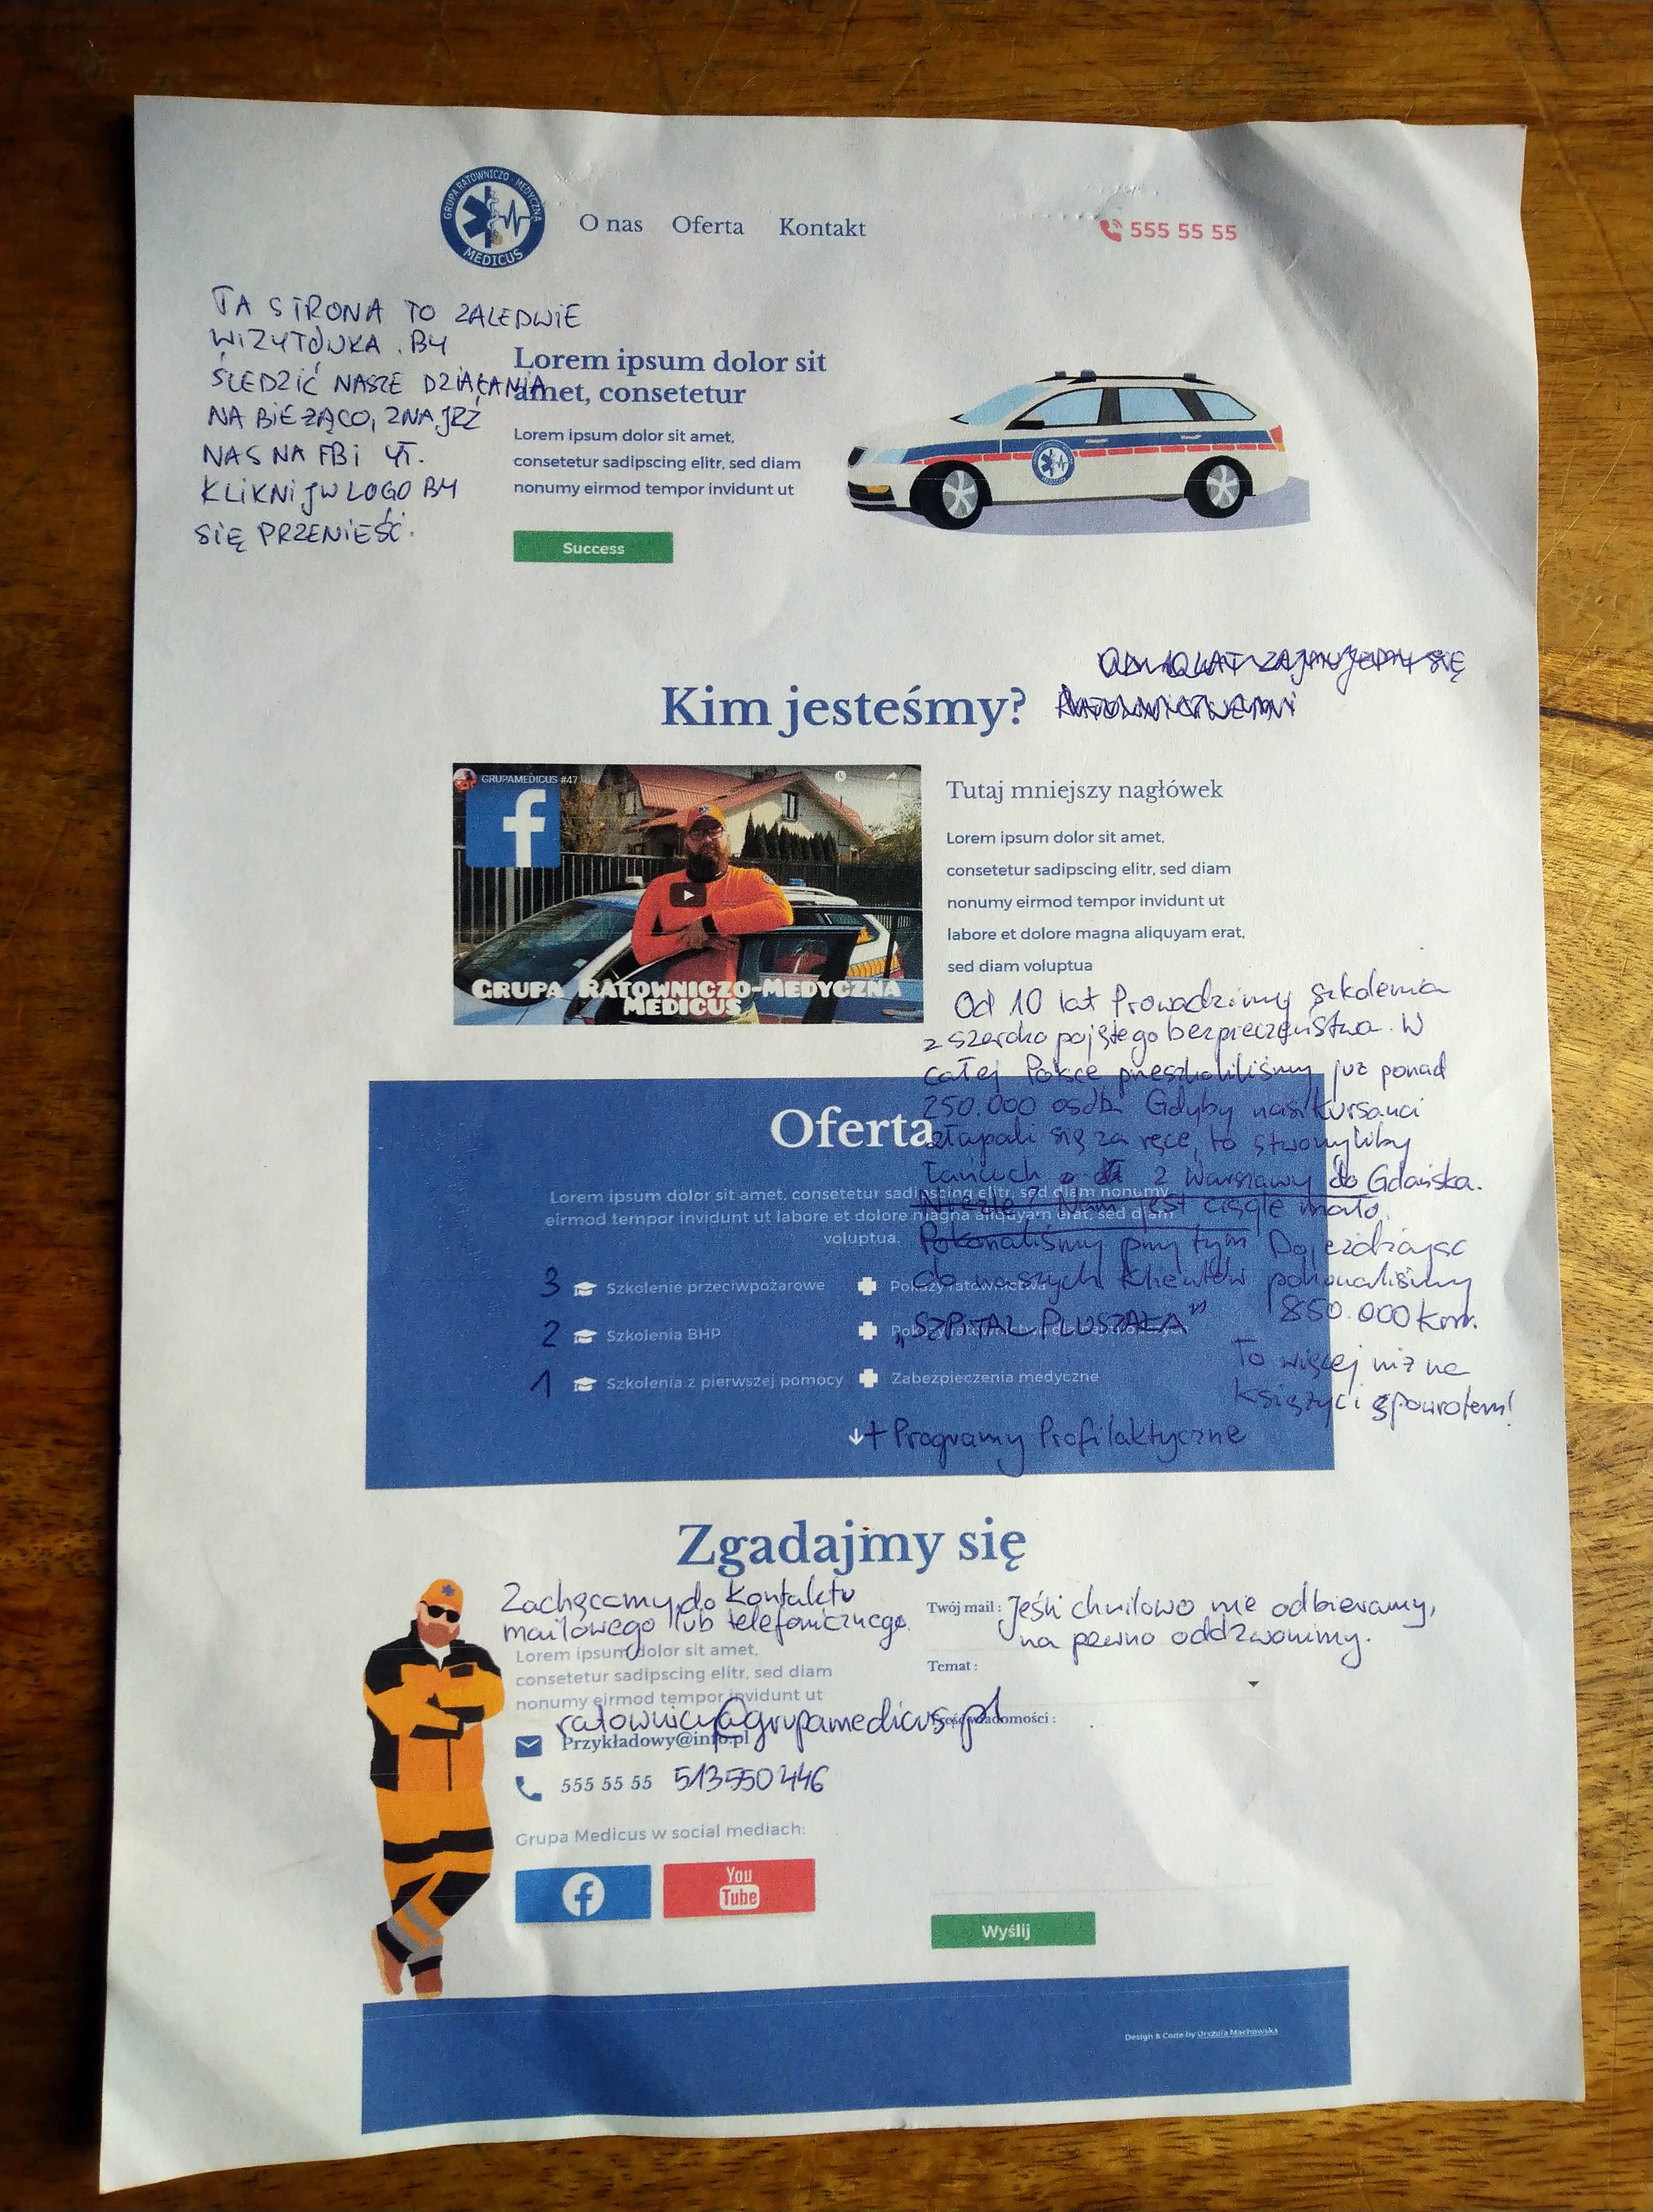 GRUPA RATOWNICZO - MEDYCZNA
MEDICUS
O nas Oferta Kontakt
555 55 55
TA STRONA TO ZALEDWIE
WIZYTÓWKA. BY
ŚLEDZIĆ NASZE DZIAŁANIA
NA BIEŻĄCO, ZNAJDŹ
NAS NA FB i YT.
KLIKNIJ W LOGO BY
SIĘ PRZENIEŚĆ.
Lorem ipsum dolor sit
amet, consetetur
Lorem ipsum dolor sit amet,
consetetur sadipscing elitr, sed diam
nonumy eirmod tempor invidunt ut
Success
OD 10 LAT ZAJMUJEMY SIĘ
Kim jesteśmy?
GRUPAMEDICUS #47
GRUPA RATOWNICZO-MEDYCZNA
MEDICUS
Tutaj mniejszy nagłówek
Lorem ipsum dolor sit amet,
consetetur sadipscing elitr, sed diam
nonumy eirmod tempor invidunt ut
labore et dolore magna aliquyam erat,
sed diam voluptua
Od 10 lat Prowadzimy szkolenia
z szeroko pojętego bezpieczeństwa. W
całej Polsce przeszkoliliśmy już ponad
250.000 osób. Gdyby nasi kursanci
złapali się za ręce, to stworzyliby
łańcuch z Warszawy do Gdańska.
Nieźle? Nam jest ciągle mało.
Pokonaliśmy przy tym Dojeżdżając
do naszych klientów pokonaliśmy
850.000 km.
To więcej niż na
księżyc i spowrotem!
Oferta
Lorem ipsum dolor sit amet, consetetur sadipscing elitr, sed diam nonumy
eirmod tempor invidunt ut labore et dolore magna aliquyam erat, sed diam
voluptua.
3 Szkolenie przeciwpożarowe Pokazy ratownictwa
2 Szkolenia BHP Pokazy ratownictwa dla
„SZPITAL PLUSZAKA”
1 Szkolenia z pierwszej pomocy Zabezpieczenia medyczne
+ Programy Profilaktyczne
Zgadajmy się
Zachęcamy do kontaktu
mailowego lub telefonicznego.
Lorem ipsum dolor sit amet,
consetetur sadipscing elitr, sed diam
nonumy eirmod tempor invidunt ut
ratownicy@grupamedicus.pl
Przykładowy@info.pl
555 55 55 513550446
Grupa Medicus w social mediach:
You
Tube
Twój mail :
Jeśli chwilowo nie odbieramy,
na pewno oddzwonimy.
Temat :
Treść wiadomości :
Wyślij
Design & Code by Urszula Machowska